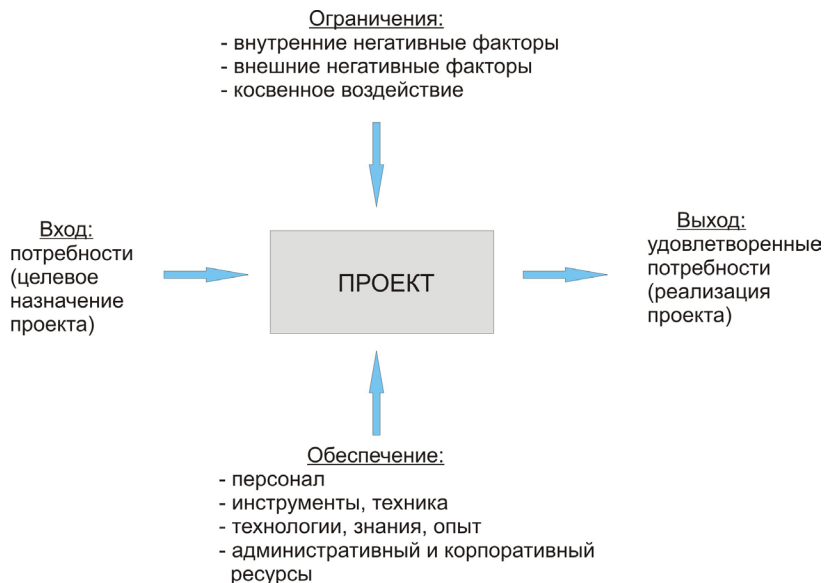 Ограничения:
- внутренние негативные факторы
- внешние негативные факторы
- косвенное воздействие
Вход:
потребности
(целевое
назначение
проекта)
ПРОЕКТ
Выход:
удовлетворенные
потребности
(реализация
проекта)
Обеспечение:
- персонал
- инструменты, техника
- технологии, знания, опыт
- административный и корпоративный
ресурсы